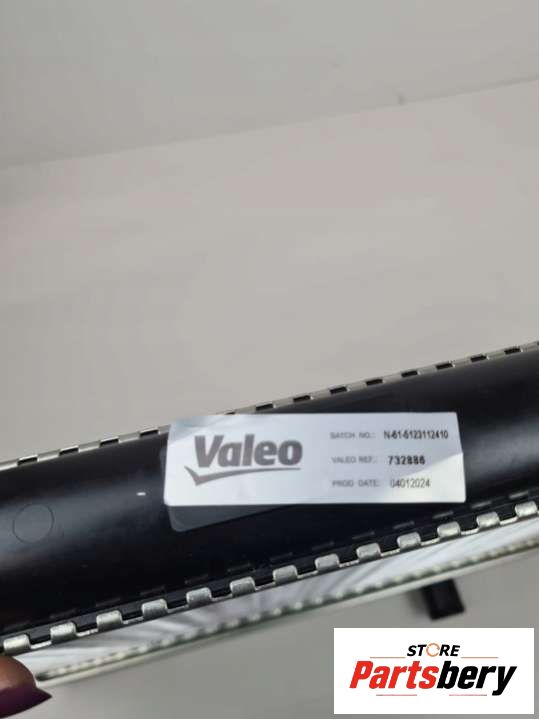 Valeo
BATCH NO.: N-61-5123112410
VALEO REF.: 732886
PROD DATE: 04012024
STORE
Partsbery